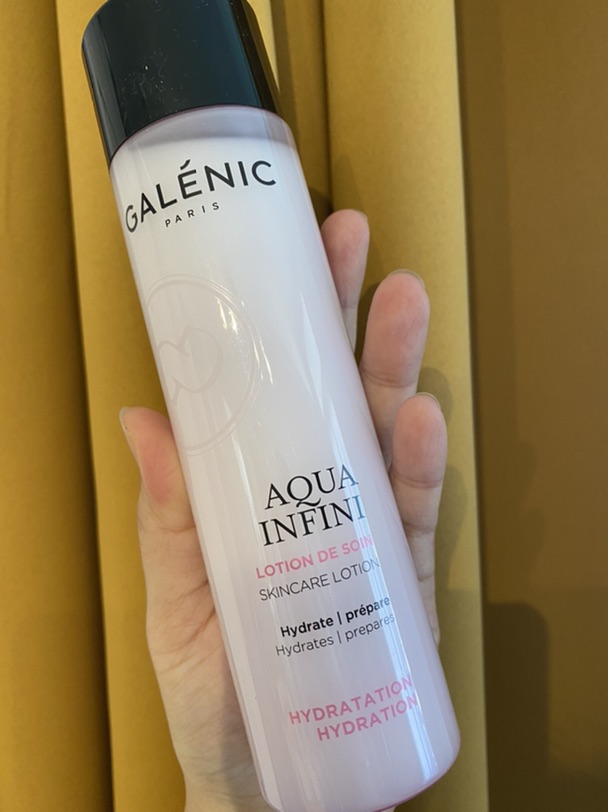 GALÉNIC
PARIS
AQUA
INFINI
LOTION DE SOIN
SKINCARE LOTION
Hydrate | prépare
Hydrates | prepares
HYDRATATION
HYDRATION